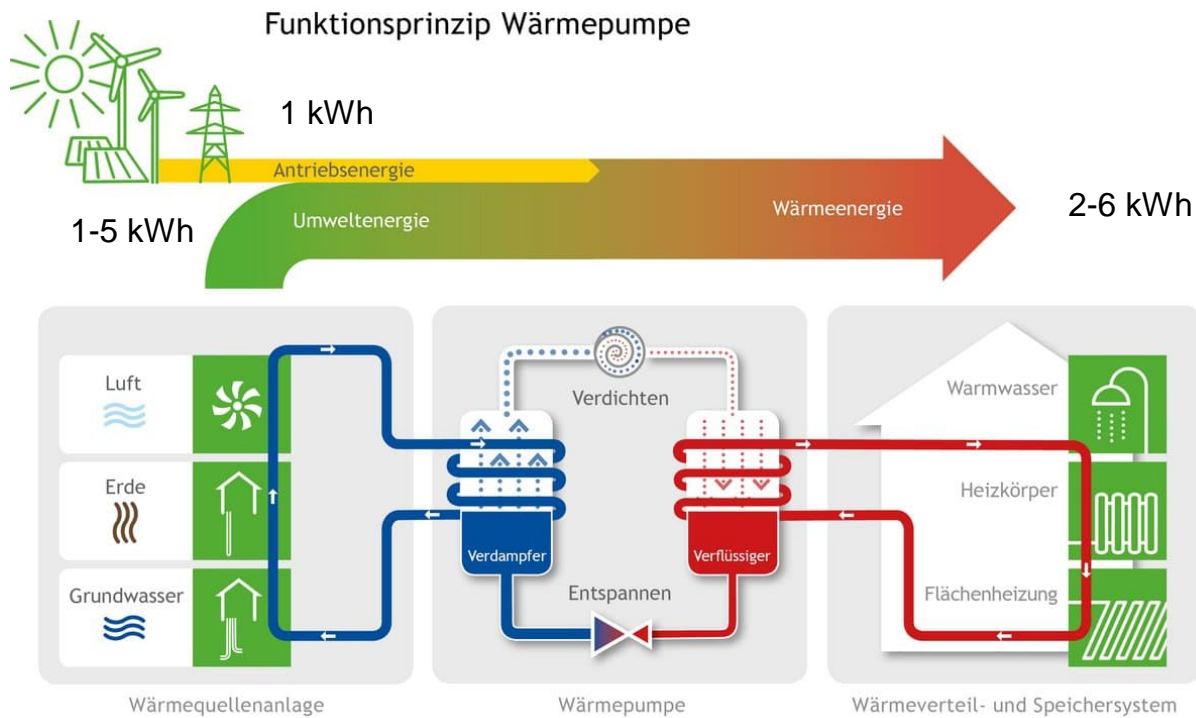 Funktionsprinzip Wärmepumpe
1 kWh
Antriebsenergie
1-5 kWh
Umweltenergie
Wärmeenergie
2-6 kWh
Luft
Erde
Grundwasser
Verdichten
Verdampfer
Verflüssiger
Entspannen
Warmwasser
Heizkörper
Flächenheizung
Wärmequellenanlage
Wärmepumpe
Wärmeverteil- und Speichersystem